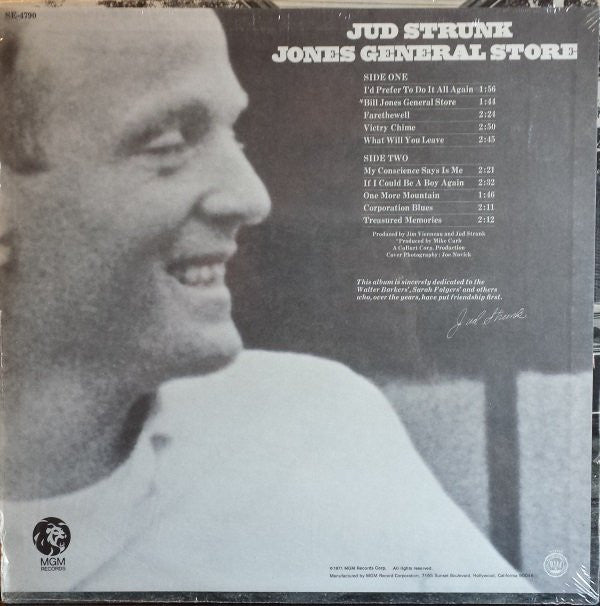 SE-4790
JUD STRUNK
JONES GENERAL STORE
SIDE ONE
I'd Prefer To Do It All Again 1:56
*Bill Jones General Store 1:44
Farethewell 2:24
Victry Chime 2:50
What Will You Leave 2:45
SIDE TWO
My Conscience Says Is Me 2:21
If I Could Be A Boy Again 2:32
One More Mountain 1:46
Corporation Blues 2:11
Treasured Memories 2:12
Produced by Jim Vienneau and Jud Strunk
*Produced by Mike Curb
A CoBurt Corp. Production
Cover Photography: Joe Novick
This album is sincerely dedicated to the
Walter Barkers', Sarah Folgers' and others
who, over the years, have put friendship first.
Jud Strunk
MGM
RECORDS
©1971 MGM Records Corp. All rights reserved.
Manufactured by MGM Record Corporation, 7165 Sunset Boulevard, Hollywood, California 90046